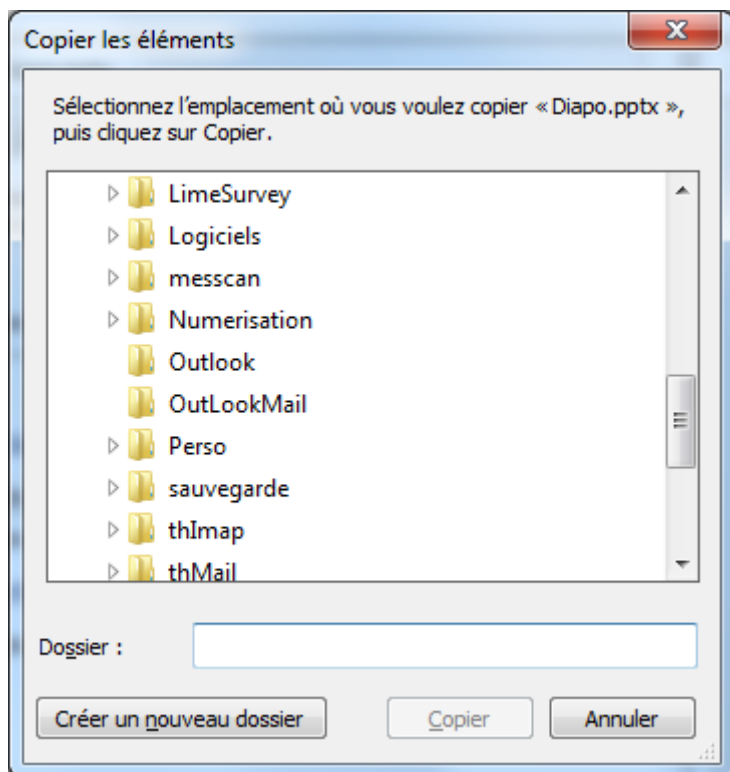 Copier les éléments
Sélectionnez l'emplacement où vous voulez copier « Diapo.pptx »,
puis cliquez sur Copier.
LimeSurvey
Logiciels
messcan
Numerisation
Outlook
OutLookMail
Perso
sauvegarde
thImap
thMail
Dossier :
Créer un nouveau dossier
Copier
Annuler